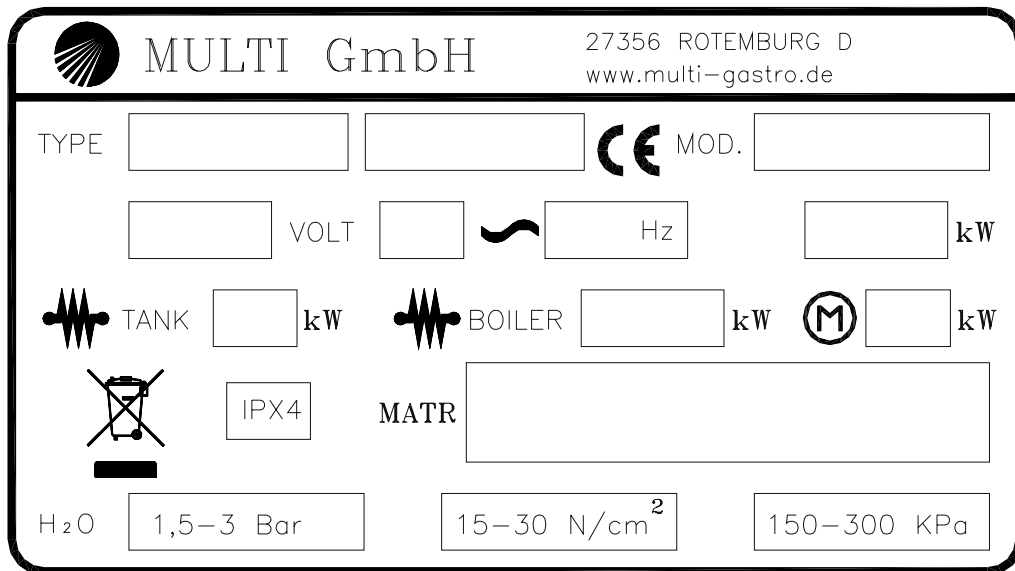 MULTI GmbH
27356 ROTEMBURG D
www.multi-gastro.de
TYPE CE MOD.
VOLT Hz kW
TANK kW BOILER kW M kW
IPX4 MATR
H2O 1,5-3 Bar 15-30 N/cm² 150-300 KPa